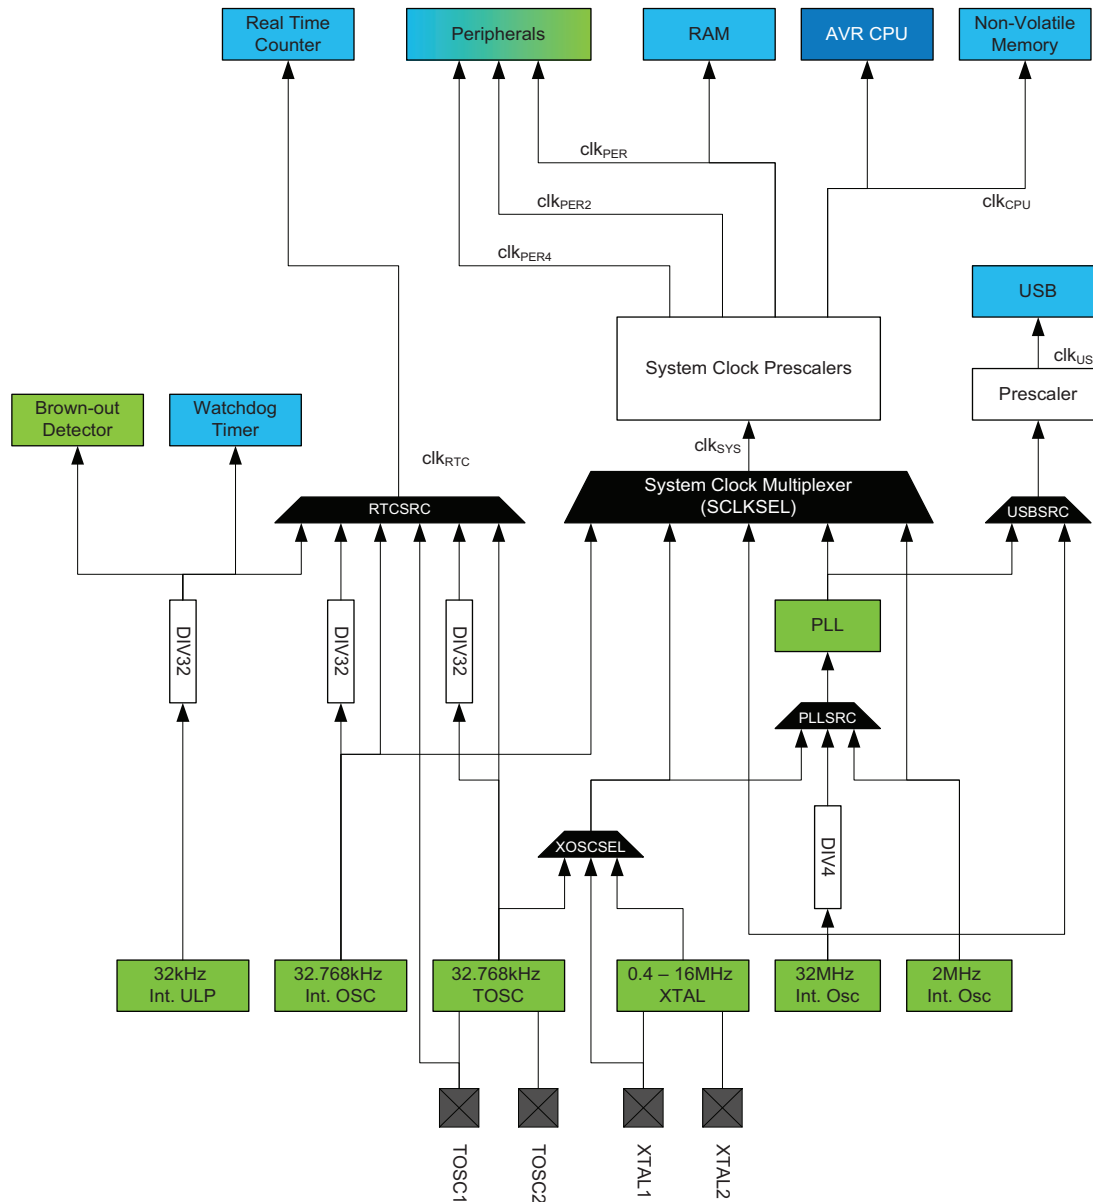 Real Time
Counter
Peripherals
RAM
AVR CPU
Non-Volatile
Memory
clkPER
clkPER2
clkCPU
clkPER4
USB
System Clock Prescalers
clkUS
Prescaler
Brown-out
Detector
Watchdog
Timer
clkRTC
clkSYS
System Clock Multiplexer
(SCLKSEL)
RTCSRC
USBSRC
DIV32
DIV32
DIV32
PLL
PLLSRC
XOSCSEL
DIV4
32kHz
Int. ULP
32.768kHz
Int. OSC
32.768kHz
TOSC
0.4 – 16MHz
XTAL
32MHz
Int. Osc
2MHz
Int. Osc
TOSC1
TOSC2
XTAL1
XTAL2